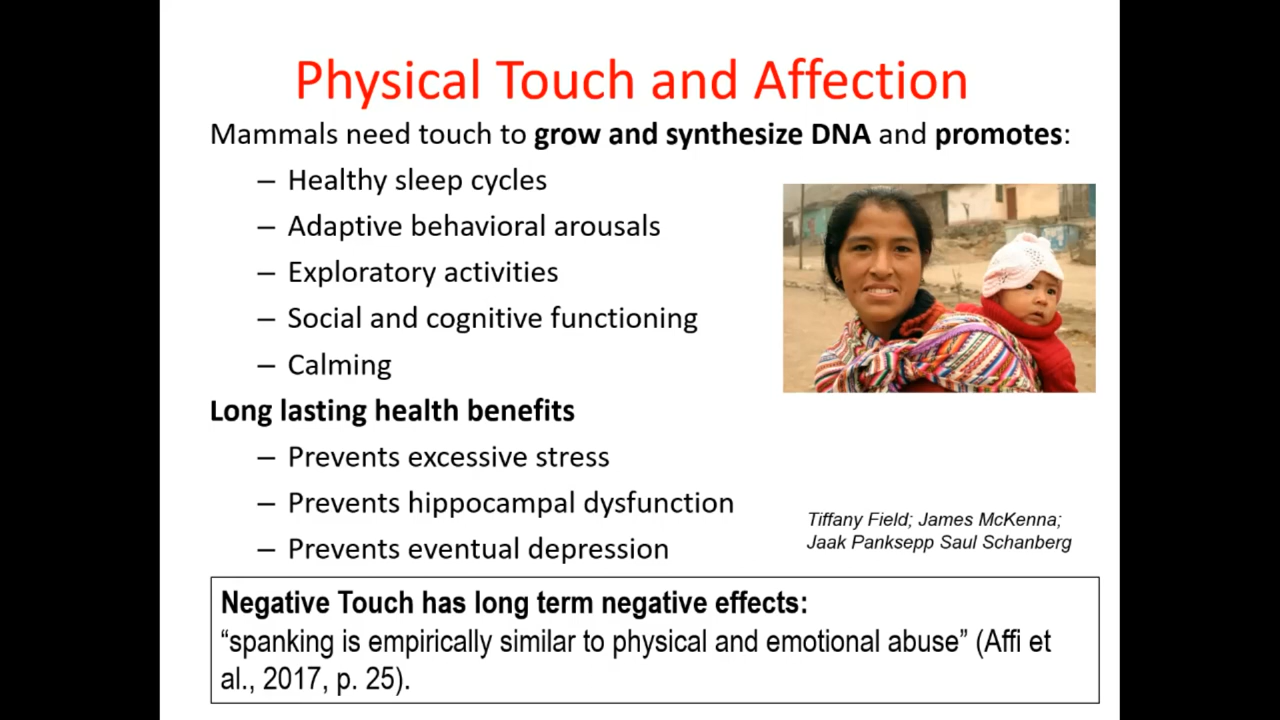 Physical Touch and Affection
Mammals need touch to grow and synthesize DNA and promotes:
– Healthy sleep cycles
– Adaptive behavioral arousals
– Exploratory activities
– Social and cognitive functioning
– Calming
Long lasting health benefits
– Prevents excessive stress
– Prevents hippocampal dysfunction
– Prevents eventual depression
Tiffany Field; James McKenna;
Jaak Panksepp Saul Schanberg
Negative Touch has long term negative effects:
“spanking is empirically similar to physical and emotional abuse” (Affi et
al., 2017, p. 25).